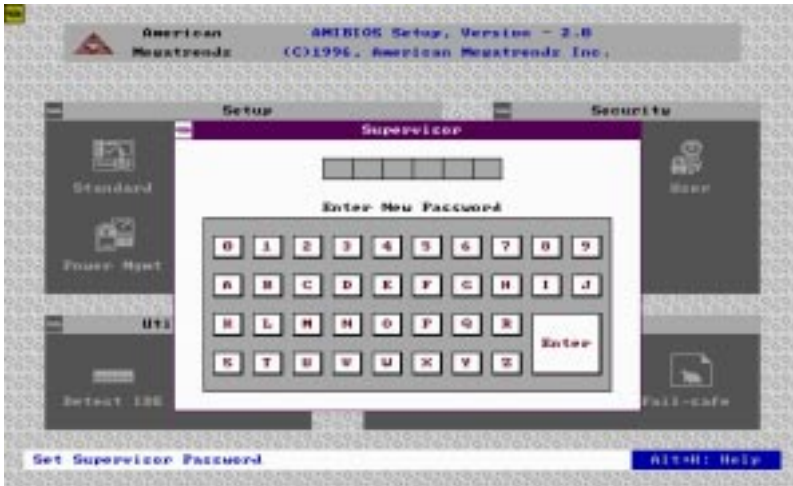 American
Megatrends
AMIBIOS Setup, Version - 2.0
(C)1996, American Megatrends Inc.
Setup
Security
Supervisor
Standard
User
Enter New Password
0 1 2 3 4 5 6 7 8 9
Power Mgmt
A B C D E F G H I J
Uti
K L M N O P Q R
Enter
S T U V W X Y Z
Detect IDE
Fail-safe
Set Supervisor Password
Alt+H: Help